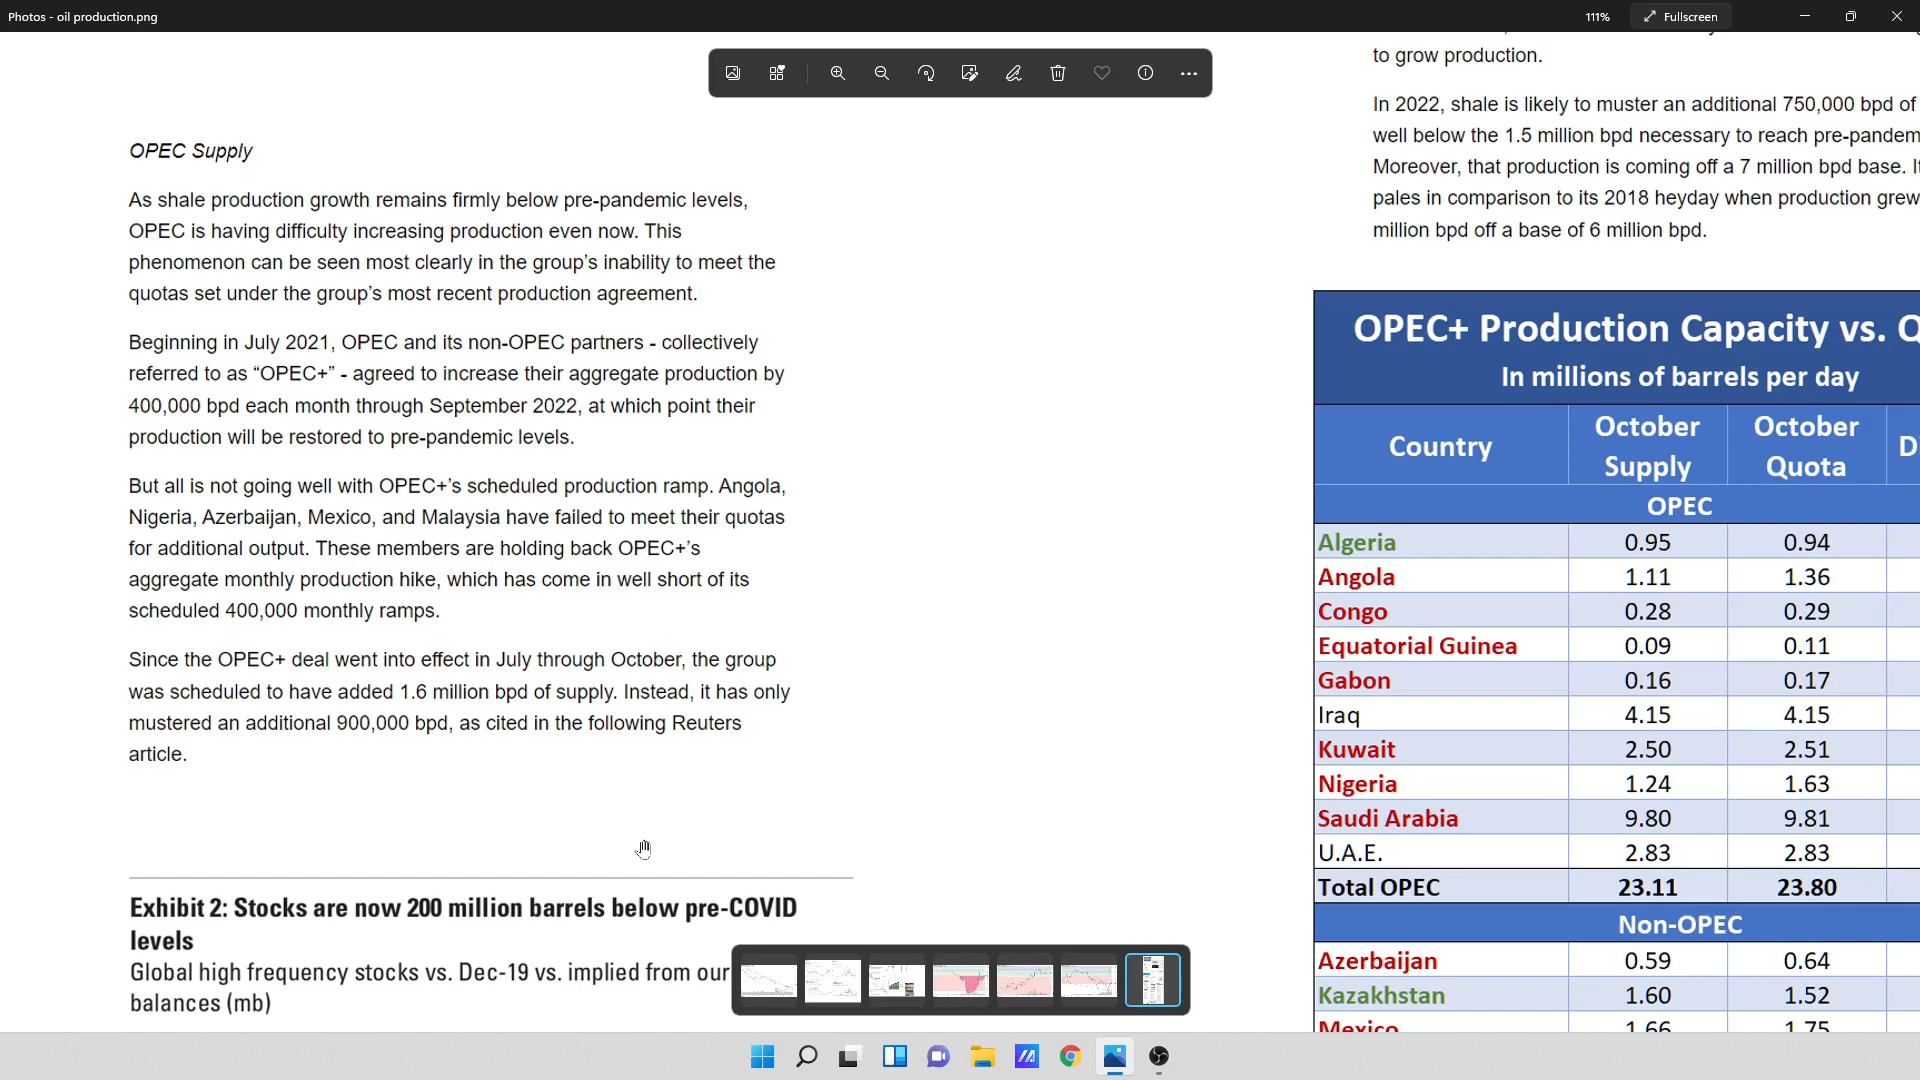 Photos - oil production.png
111%
Fullscreen
OPEC Supply
As shale production growth remains firmly below pre-pandemic levels,
OPEC is having difficulty increasing production even now. This
phenomenon can be seen most clearly in the group's inability to meet the
quotas set under the group's most recent production agreement.
Beginning in July 2021, OPEC and its non-OPEC partners - collectively
referred to as “OPEC+” - agreed to increase their aggregate production by
400,000 bpd each month through September 2022, at which point their
production will be restored to pre-pandemic levels.
But all is not going well with OPEC+'s scheduled production ramp. Angola,
Nigeria, Azerbaijan, Mexico, and Malaysia have failed to meet their quotas
for additional output. These members are holding back OPEC+'s
aggregate monthly production hike, which has come in well short of its
scheduled 400,000 monthly ramps.
Since the OPEC+ deal went into effect in July through October, the group
was scheduled to have added 1.6 million bpd of supply. Instead, it has only
mustered an additional 900,000 bpd, as cited in the following Reuters
article.
Exhibit 2: Stocks are now 200 million barrels below pre-COVID
levels
Global high frequency stocks vs. Dec-19 vs. implied from our
balances (mb)
to grow production.
In 2022, shale is likely to muster an additional 750,000 bpd of
well below the 1.5 million bpd necessary to reach pre-pandem
Moreover, that production is coming off a 7 million bpd base. It
pales in comparison to its 2018 heyday when production grew
million bpd off a base of 6 million bpd.
OPEC+ Production Capacity vs. Q
In millions of barrels per day
Country October Supply October Quota D
OPEC
Algeria 0.95 0.94
Angola 1.11 1.36
Congo 0.28 0.29
Equatorial Guinea 0.09 0.11
Gabon 0.16 0.17
Iraq 4.15 4.15
Kuwait 2.50 2.51
Nigeria 1.24 1.63
Saudi Arabia 9.80 9.81
U.A.E. 2.83 2.83
Total OPEC 23.11 23.80
Non-OPEC
Azerbaijan 0.59 0.64
Kazakhstan 1.60 1.52
Mexico 1.66 1.75